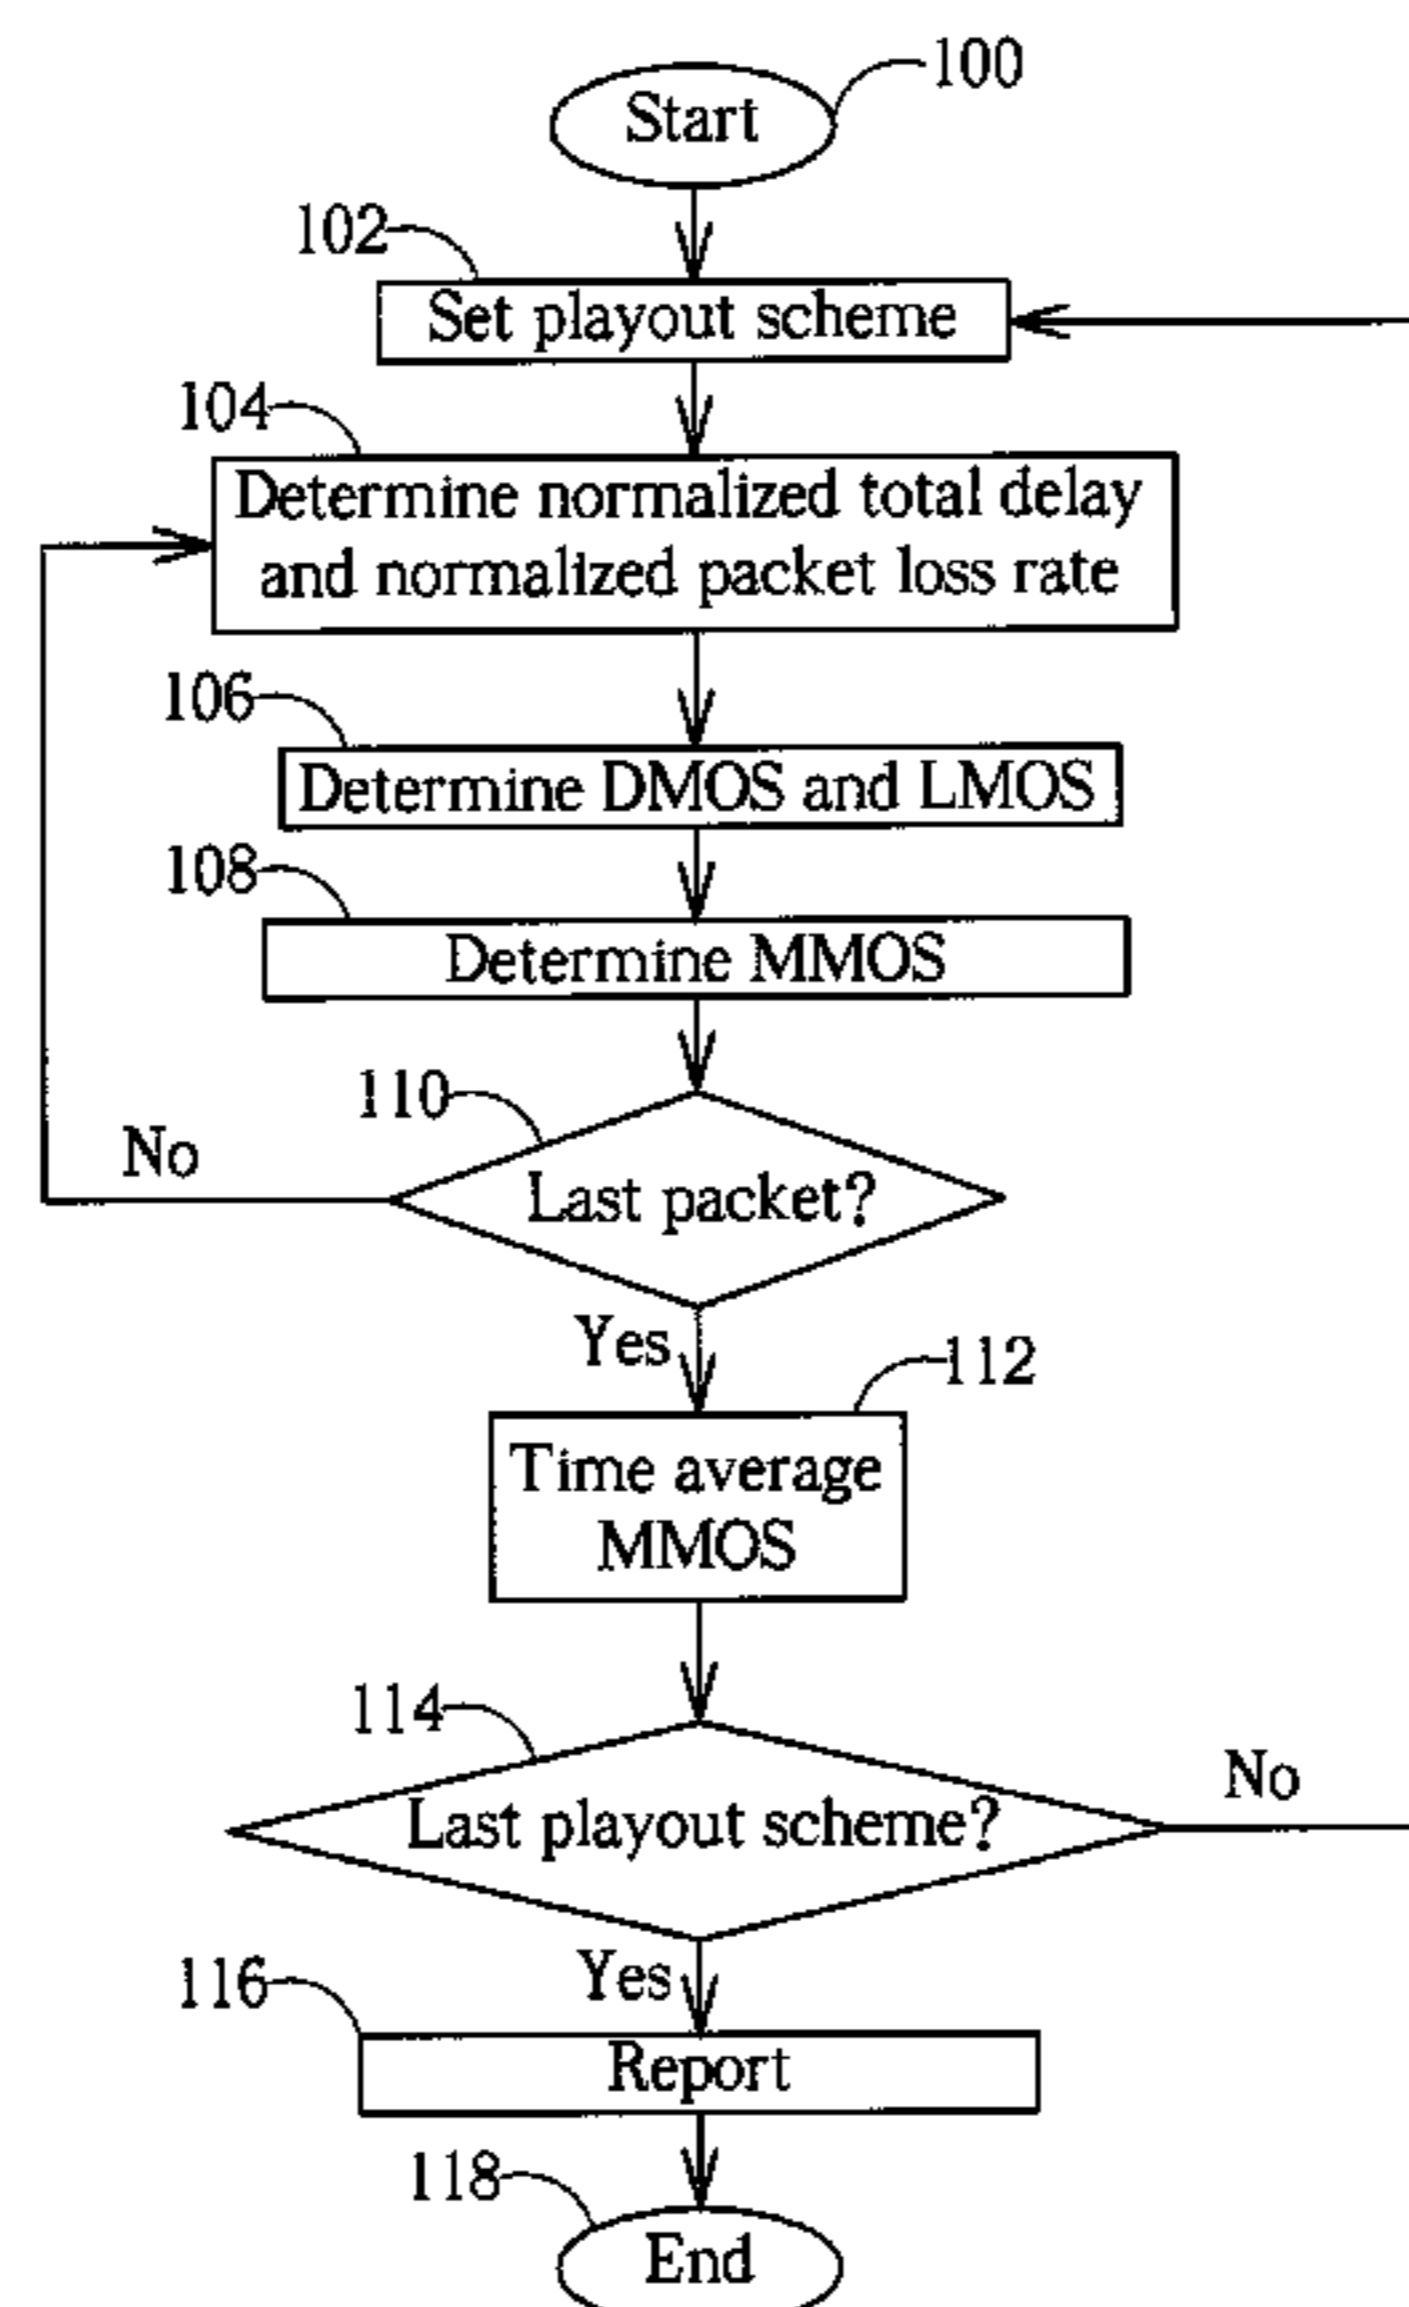 100
Start
102
Set playout scheme
104
Determine normalized total delay
and normalized packet loss rate
106
Determine DMOS and LMOS
108
Determine MMOS
110
No
Last packet?
Yes
112
Time average
MMOS
114
No
Last playout scheme?
Yes
116
Report
118
End